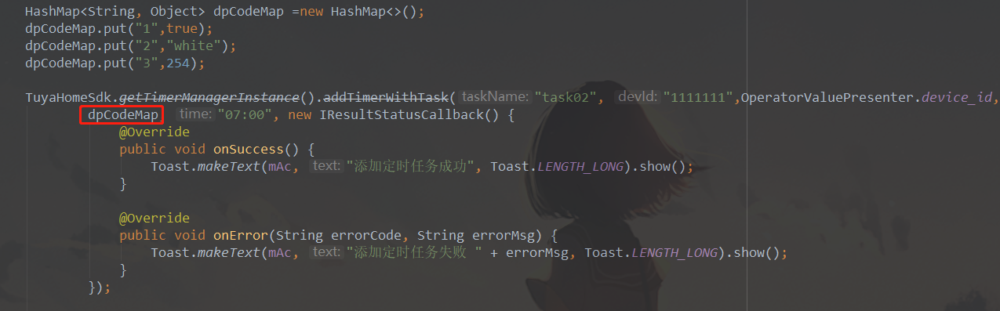 HashMap<String, Object> dpCodeMap =new HashMap<>();
dpCodeMap.put("1",true);
dpCodeMap.put("2","white");
dpCodeMap.put("3",254);
TuyaHomeSdk.getTimerManagerInstance().addTimerWithTask( taskName: "task02", devId: "1111111",OperatorValuePresenter.device_id,
dpCodeMap, time: "07:00", new IResultStatusCallback() {
@Override
public void onSuccess() {
Toast.makeText(mAc, text: "添加定时任务成功", Toast.LENGTH_LONG).show();
}
@Override
public void onError(String errorCode, String errorMsg) {
Toast.makeText(mAc, text: "添加定时任务失败 " + errorMsg, Toast.LENGTH_LONG).show();
}
});